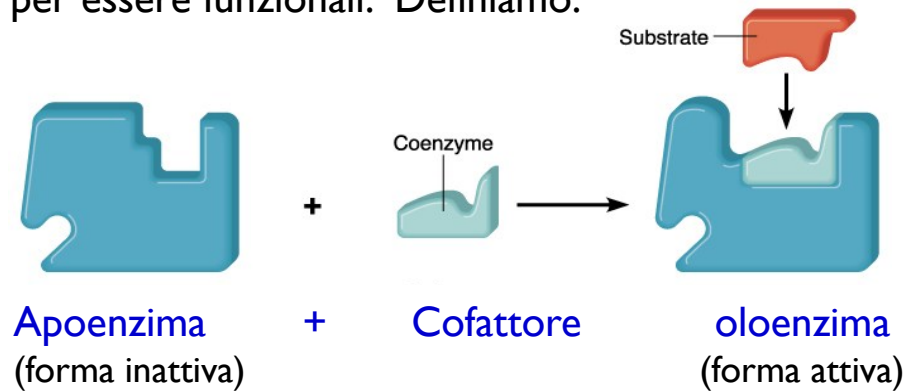 per essere funzionali. Definiamo:
Substrate
Coenzyme
+
Apoenzima + Cofattore oloenzima
(forma inattiva) (forma attiva)